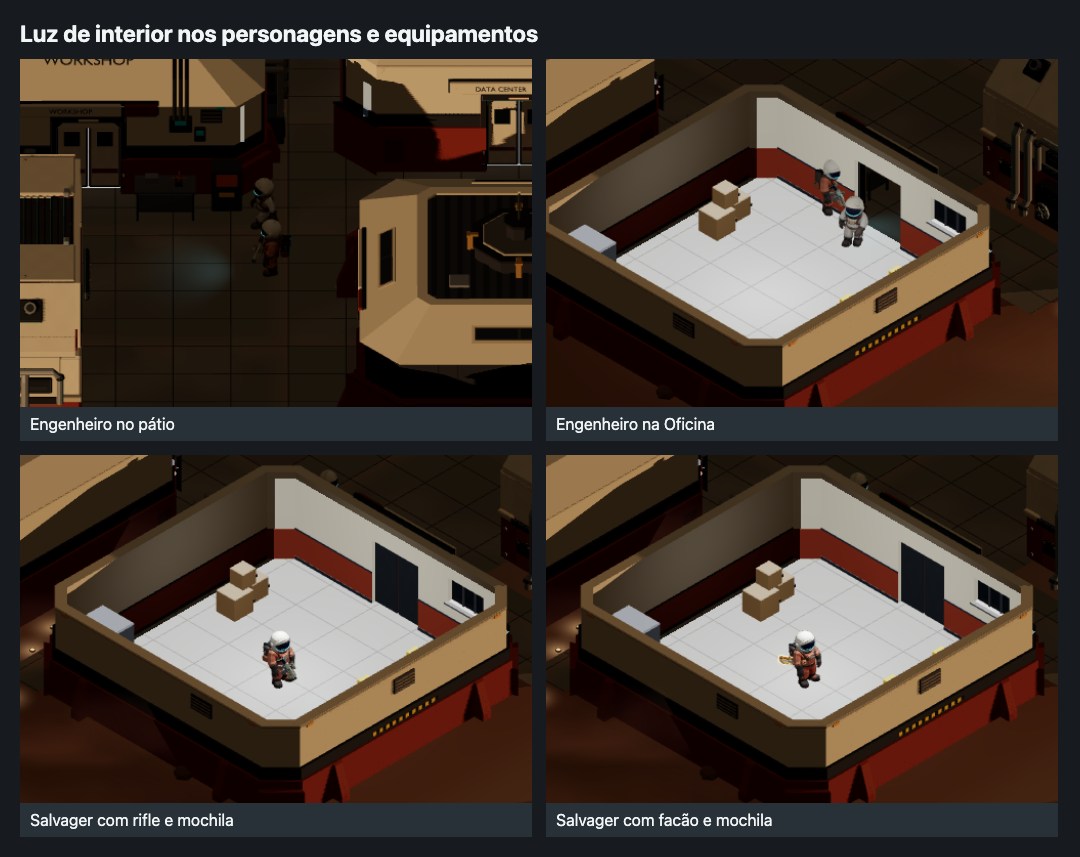 Luz de interior nos personagens e equipamentos
WORKSHOP
DATA CENTER
WORKSHOP
Engenheiro no pátio
Engenheiro na Oficina
Salvager com rifle e mochila
Salvager com facão e mochila